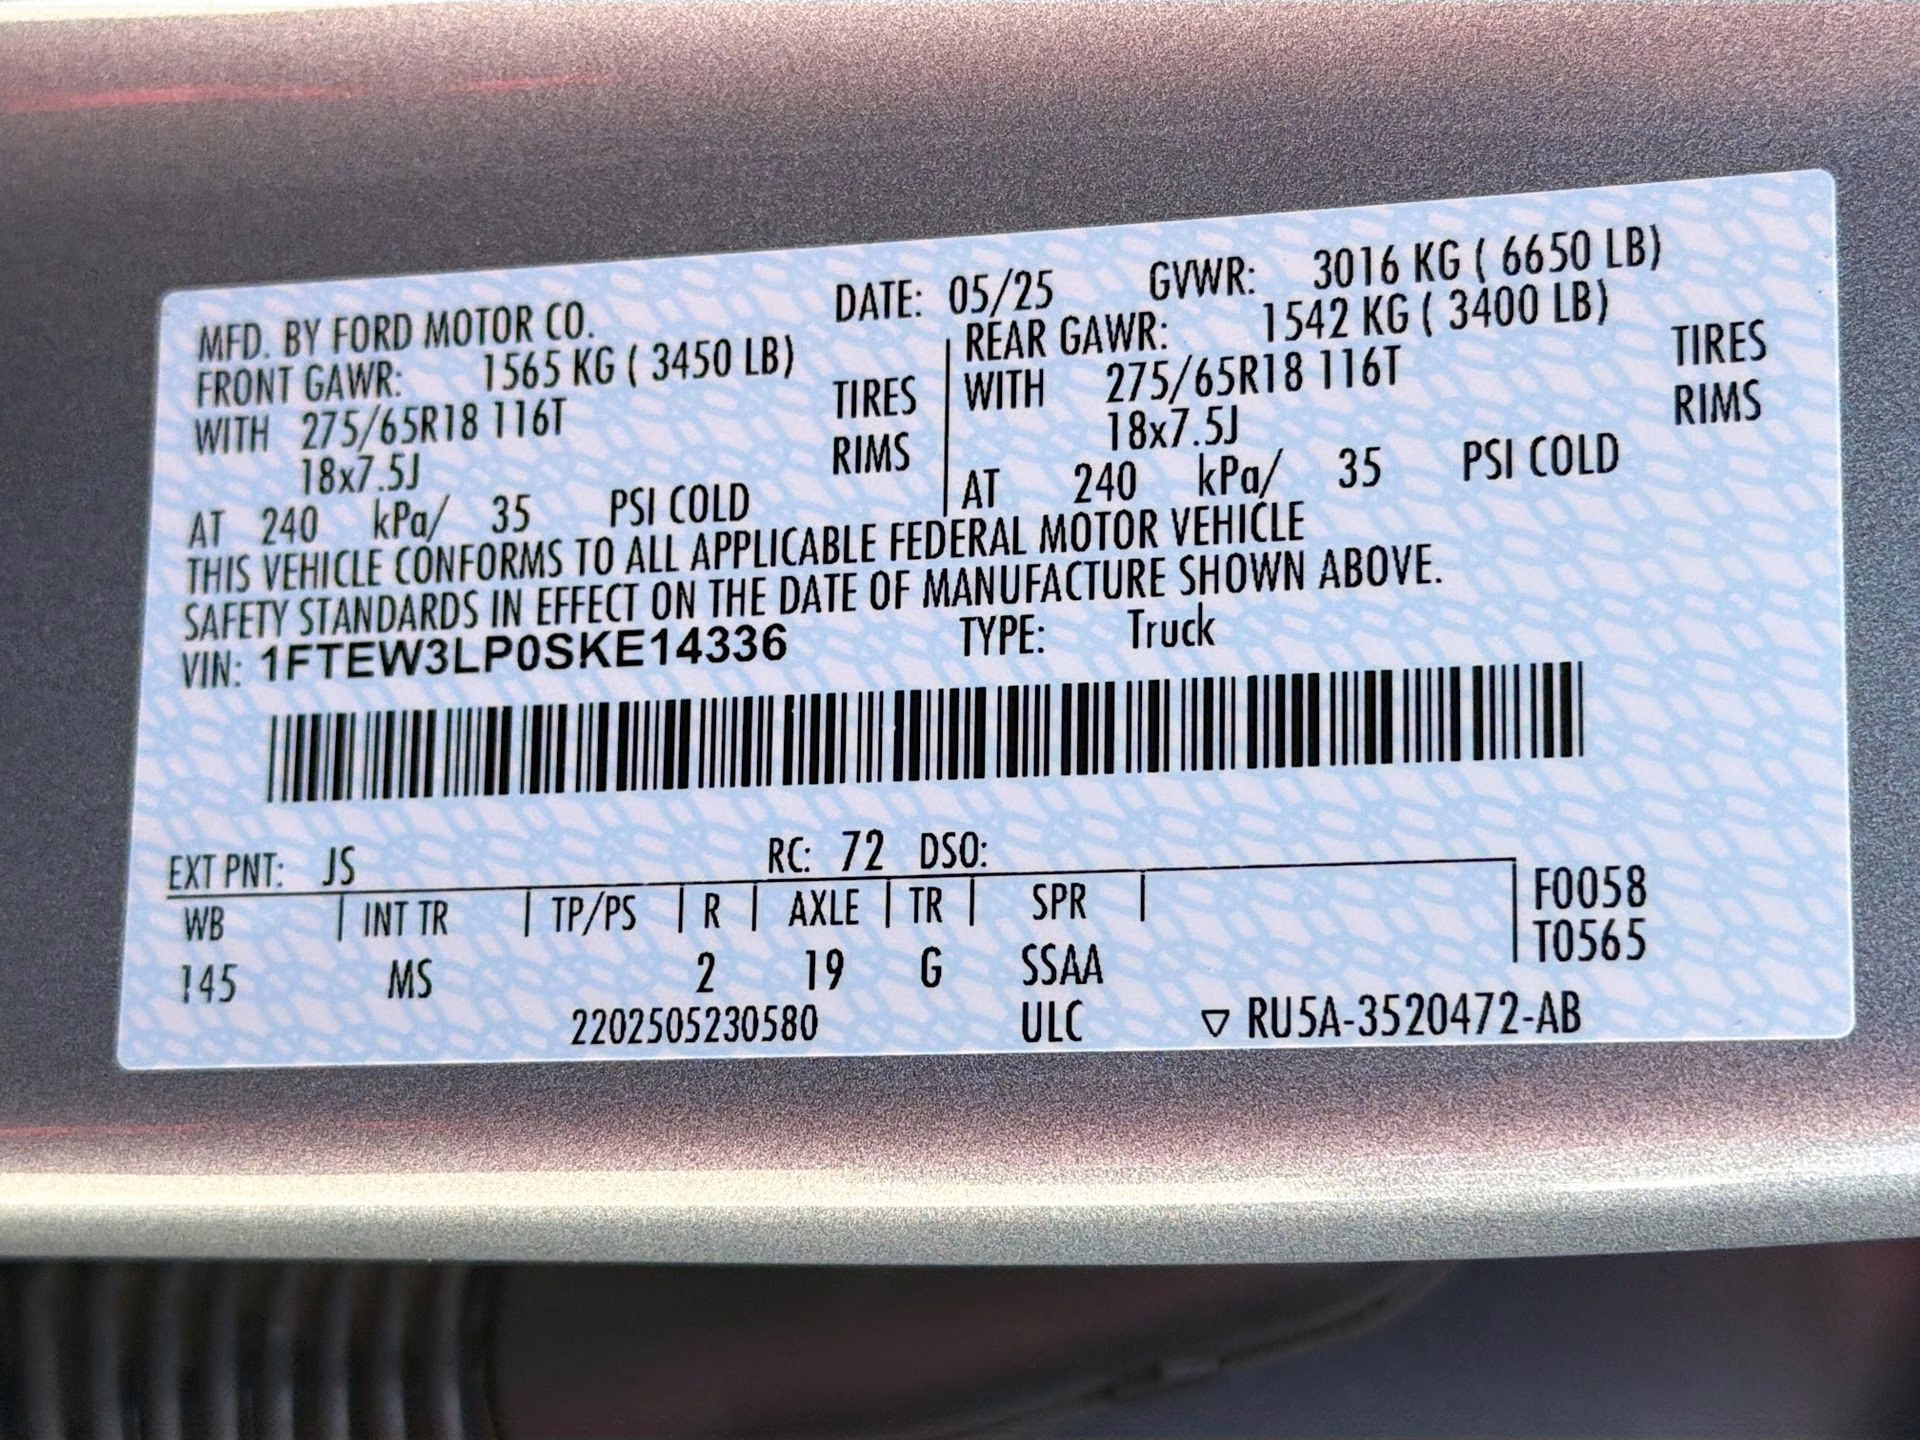 MFD. BY FORD MOTOR CO. DATE: 05/25 GVWR: 3016 KG ( 6650 LB)
FRONT GAWR: 1565 KG ( 3450 LB) REAR GAWR: 1542 KG ( 3400 LB)
WITH 275/65R18 116T TIRES WITH 275/65R18 116T TIRES
18x7.5J RIMS 18x7.5J RIMS
AT 240 kPa/ 35 PSI COLD AT 240 kPa/ 35 PSI COLD
THIS VEHICLE CONFORMS TO ALL APPLICABLE FEDERAL MOTOR VEHICLE
SAFETY STANDARDS IN EFFECT ON THE DATE OF MANUFACTURE SHOWN ABOVE.
VIN: 1FTEW3LP0SKE14336 TYPE: Truck
EXT PNT: JS RC: 72 DSO:
WB | INT TR | TP/PS | R | AXLE | TR | SPR | F0058
T0565
145 MS 2 19 G SSAA
2202505230580 ULC ▽ RU5A-3520472-AB